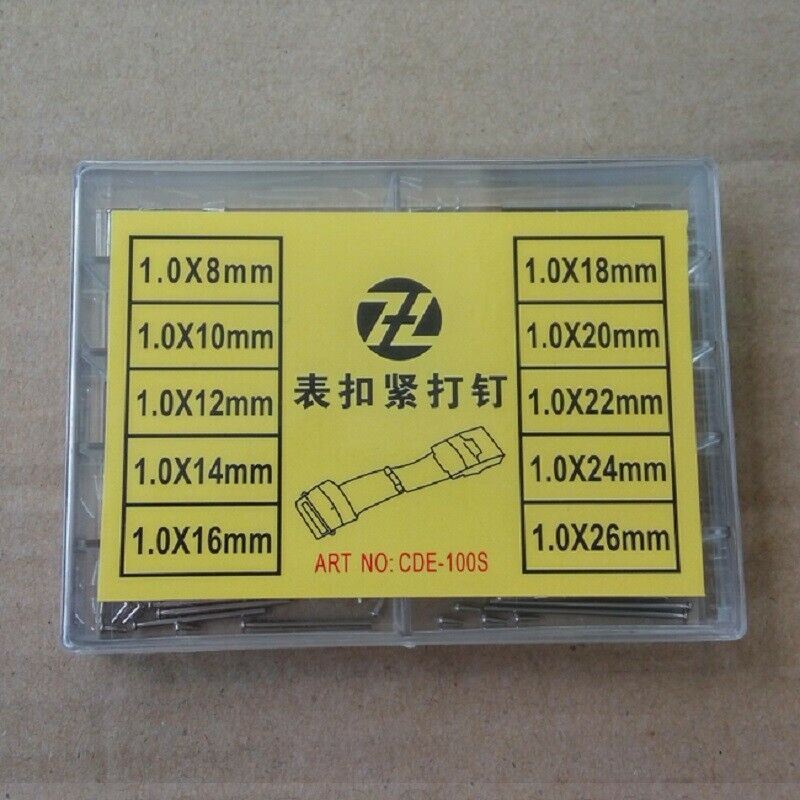 1.0X8mm
1.0X10mm
1.0X12mm
1.0X14mm
1.0X16mm
表扣紧打钉
ART NO: CDE-100S
1.0X18mm
1.0X20mm
1.0X22mm
1.0X24mm
1.0X26mm